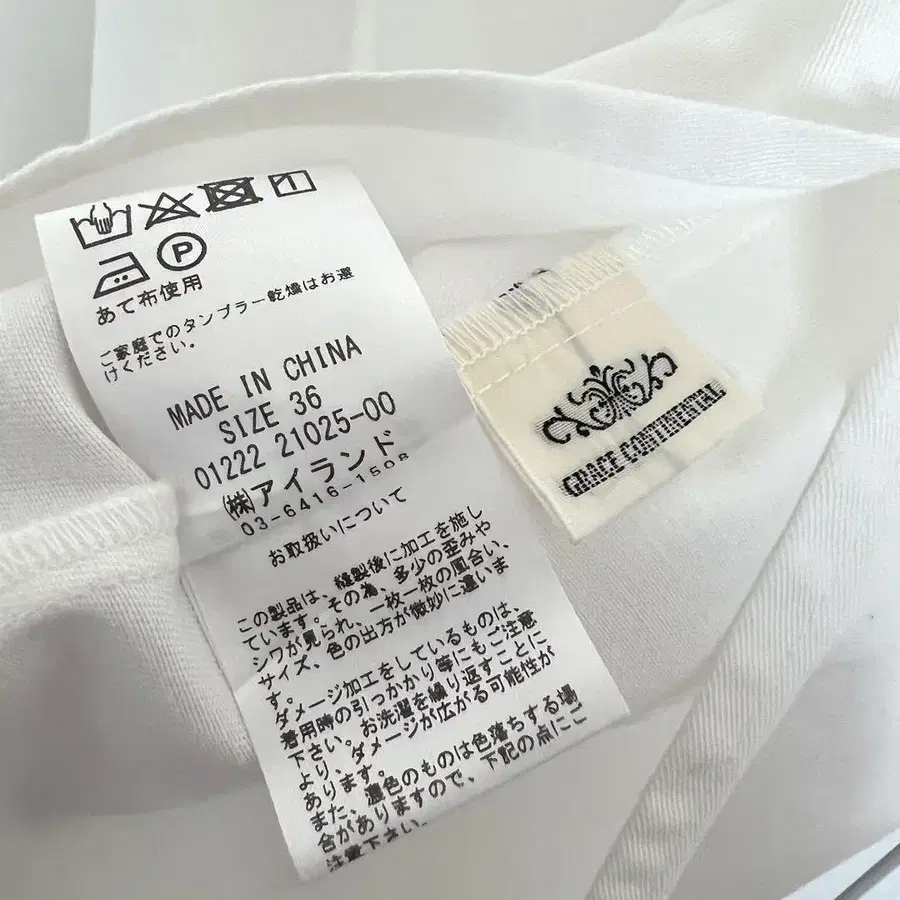 P
あて布使用
ご家庭でのタンブラー乾燥はお避
けください。
MADE IN CHINA
SIZE 36
01222 21025-00
㈱アイランド
03-6416-1508
お取扱いについて
この製品は、縫製後に加工を施し
ています。その為、多少の歪みや
シワが見られ、一枚一枚の風合い、
サイズ、色の出方が微妙に違いま
す。
ダメージ加工をしているものは、
着用時の引っかかり等にもご注意
下さい。お洗濯を繰り返すことに
より、ダメージが広がる可能性が
あります。
また、濃色のものは色落ちする場
合がありますので、下記の点にご
注意下さい。
GRACE CONTINENTAL